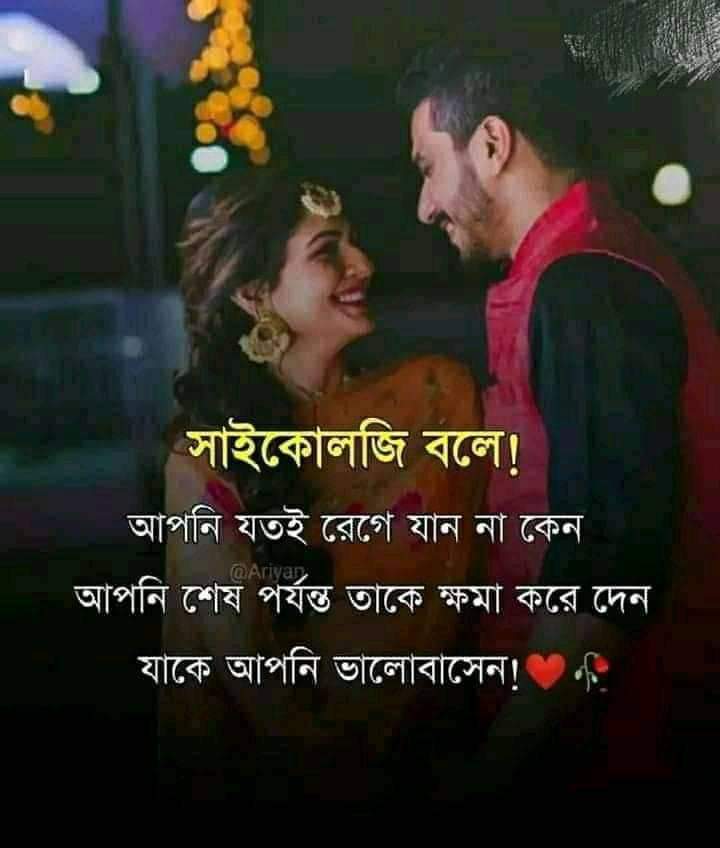 সাইকোলজি বলে!
আপনি যতই রেগে যান না কেন
@Ariyan
আপনি শেষ পর্যন্ত তাকে ক্ষমা করে দেন
যাকে আপনি ভালোবাসেন!❤️🥀